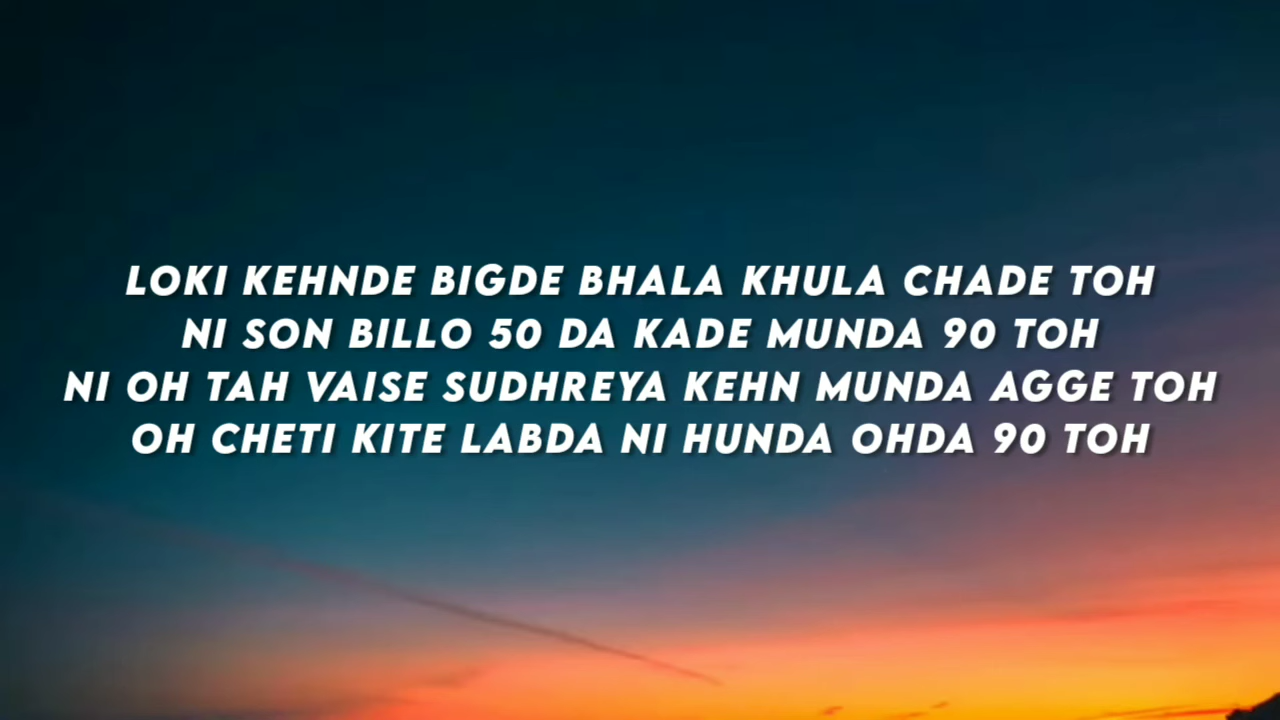 LOKI KEHNDE BIGDE BHALA KHULA CHADE TOH
NI SON BILLO 50 DA KADE MUNDA 90 TOH
NI OH TAH VAISE SUDHREYA KEHN MUNDA AGGE TOH
OH CHETI KITE LABDA NI HUNDA OHDA 90 TOH